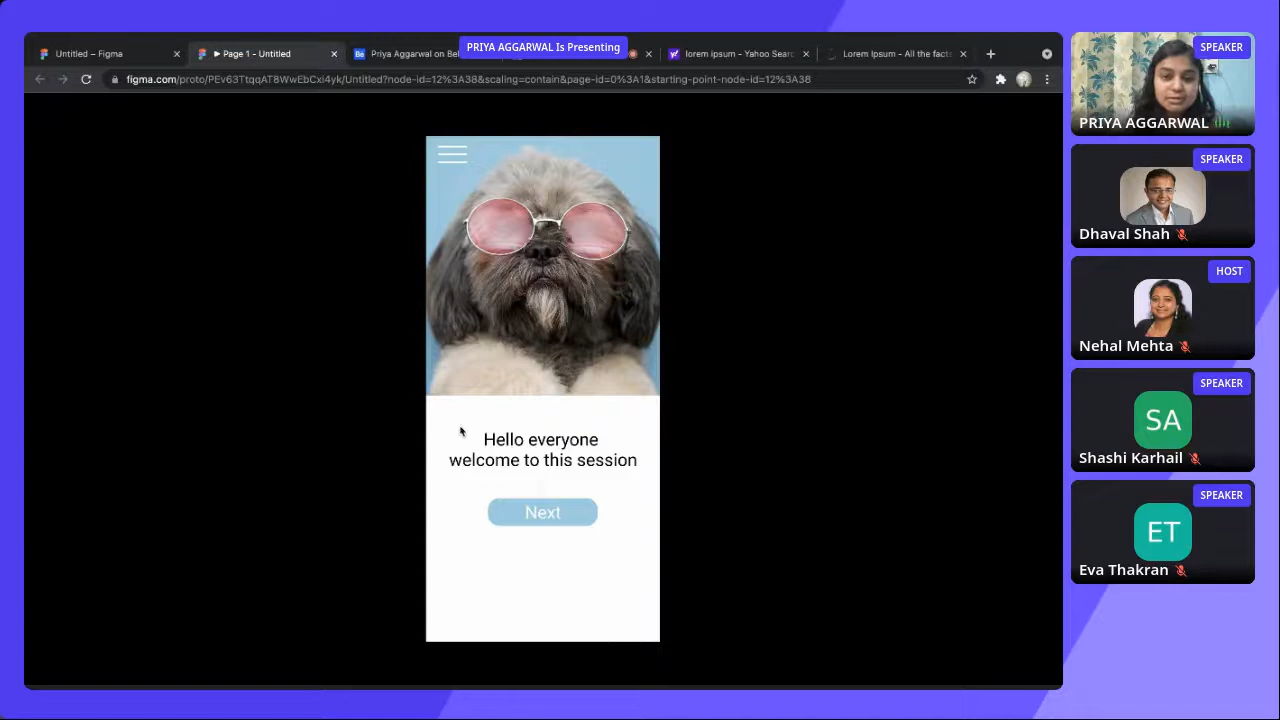 Untitled – Figma
Page 1 - Untitled
Priya Aggarwal on Be
PRIYA AGGARWAL Is Presenting
lorem ipsum - Yahoo Searc
Lorem Ipsum - All the facts
figma.com/proto/PEv63TtqqAT8WwEbCxi4yk/Untitled?node-id=12%3A38&scaling=contain&page-id=0%3A1&starting-point-node-id=12%3A38
Hello everyone
welcome to this session
Next
SPEAKER
PRIYA AGGARWAL
SPEAKER
Dhaval Shah
HOST
Nehal Mehta
SPEAKER
SA
Shashi Karhail
SPEAKER
ET
Eva Thakran